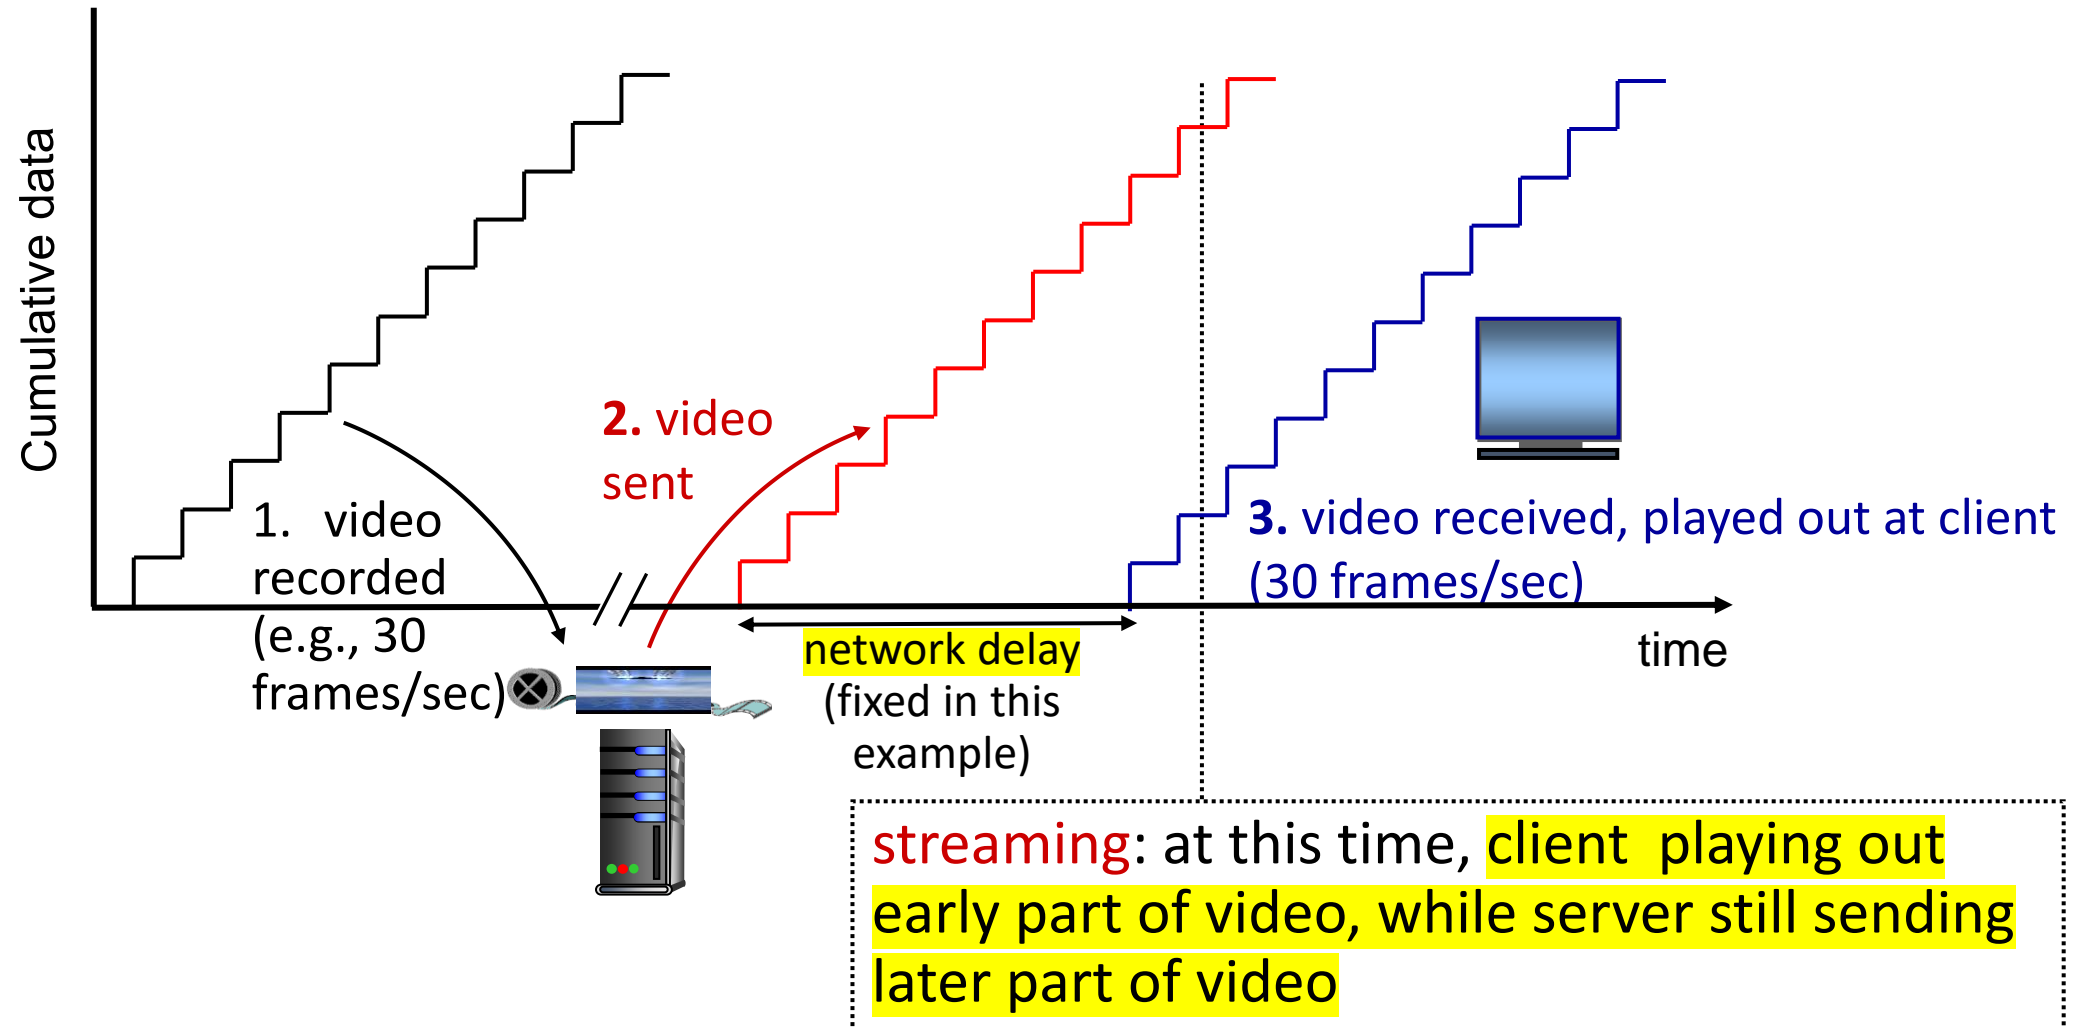 Cumulative data
1. video
recorded
(e.g., 30
frames/sec)
2. video
sent
3. video received, played out at client
(30 frames/sec)
network delay
(fixed in this
example)
time
streaming: at this time, client  playing out
early part of video, while server still sending
later part of video